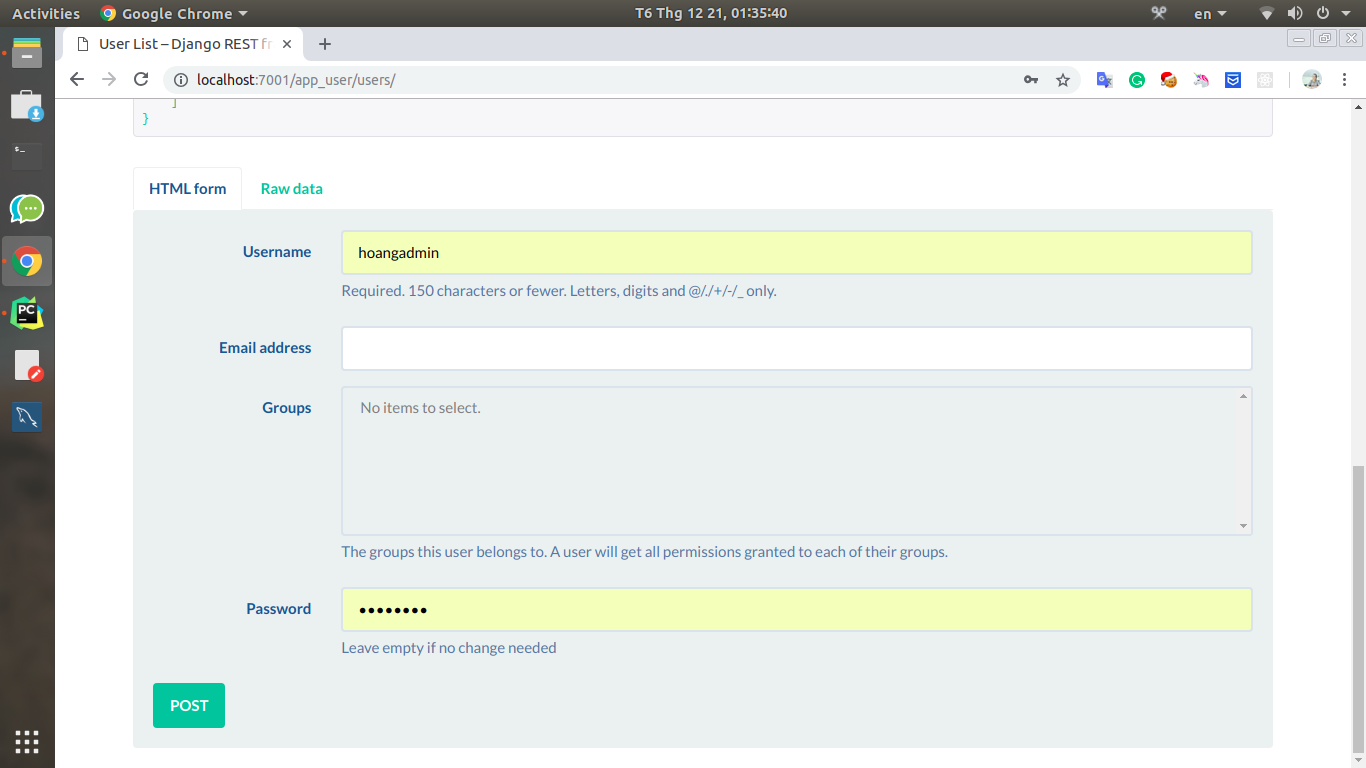 Activities Google Chrome T6 Thg 12 21, 01:35:40 en
User List – Django REST fr
localhost:7001/app_user/users/
]
}
HTML form Raw data
Username hoangadmin
Required. 150 characters or fewer. Letters, digits and @/./+/-/_ only.
Email address
Groups No items to select.
The groups this user belongs to. A user will get all permissions granted to each of their groups.
Password ••••••••
Leave empty if no change needed
POST
PC